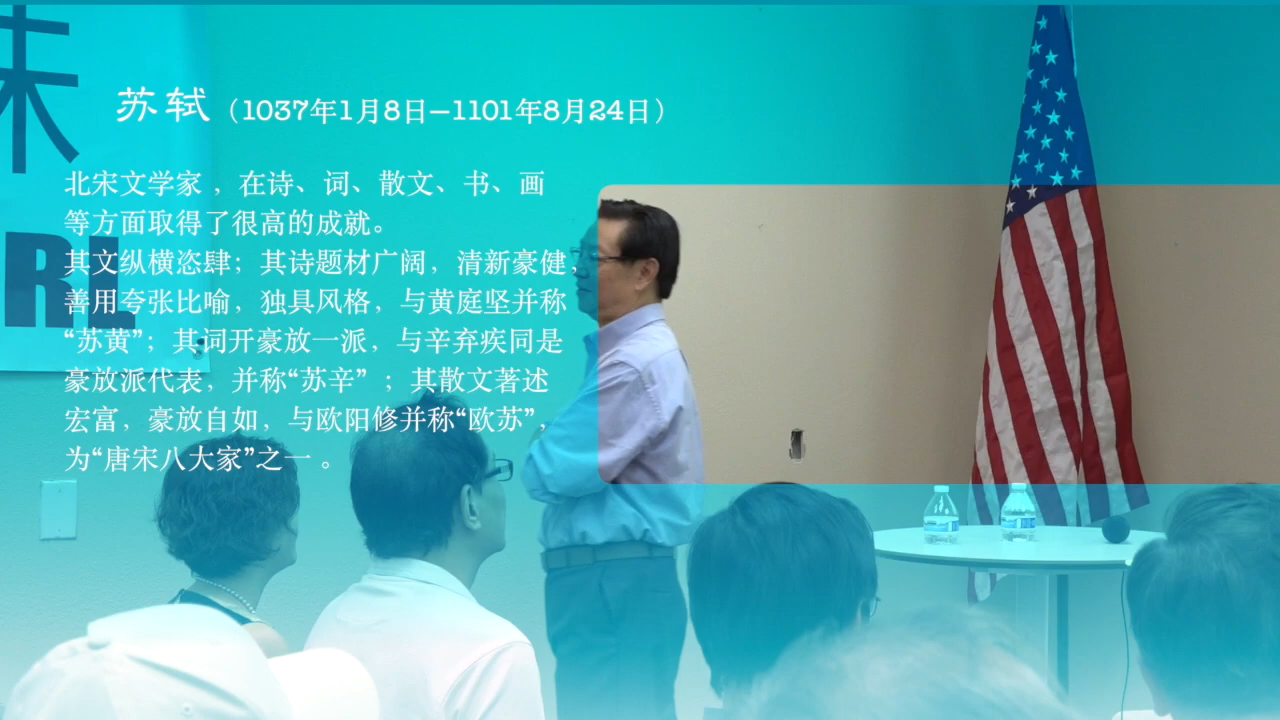 苏轼（1037年1月8日—1101年8月24日）
北宋文学家 ，在诗、词、散文、书、画
等方面取得了很高的成就。
其文纵横恣肆；其诗题材广阔，清新豪健，
善用夸张比喻，独具风格，与黄庭坚并称
“苏黄”；其词开豪放一派，与辛弃疾同是
豪放派代表，并称“苏辛” ；其散文著述
宏富，豪放自如，与欧阳修并称“欧苏”，
为“唐宋八大家”之一 。
RL